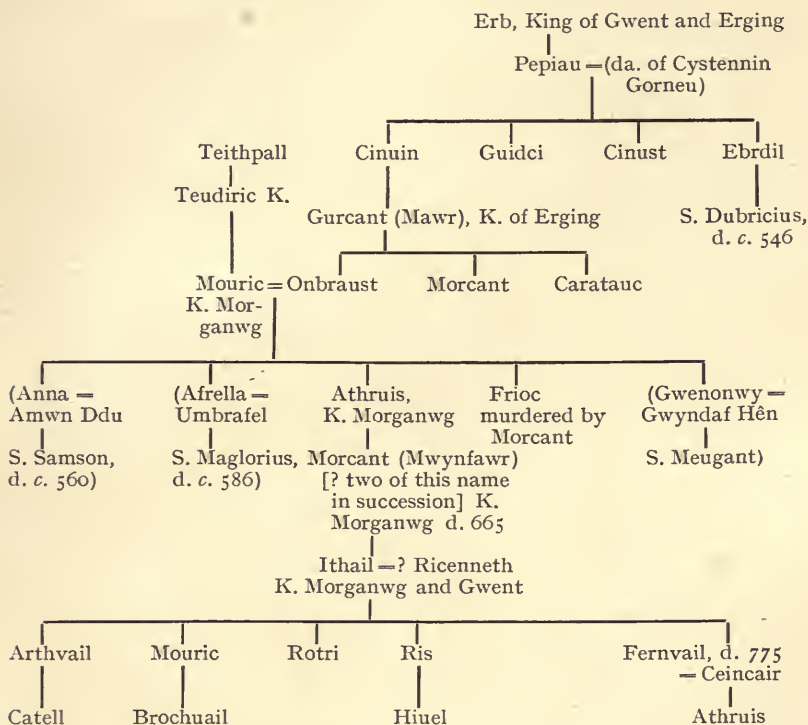 Erb, King of Gwent and Erging
Pepiau = (da. of Cystennin
Gorneu)
Teithpall
Cinuin
Guidci
Cinust
Ebrdil
Teudiric K.
Gurcant (Mawr), K. of Erging
S. Dubricius,
d. c. 546
Mouric = Onbraust
K. Mor-
ganwg
Morcant
Caratauc
(Anna =
Amwn Ddu
(Afrella =
Umbrafel
Athruis,
K. Morganwg
Frioc
murdered by
Morcant
(Gwenonwy =
Gwyndaf Hên
S. Samson,
d. c. 560)
S. Maglorius,
d. c. 586)
Morcant (Mwynfawr)
[? two of this name
in succession] K.
Morganwg d. 665
S. Meugant)
Ithail = ? Ricenneth
K. Morganwg and Gwent
Arthvail
Mouric
Rotri
Ris
Fernvail, d. 775
= Ceincair
Catell
Brochuail
Hiuel
Athruis